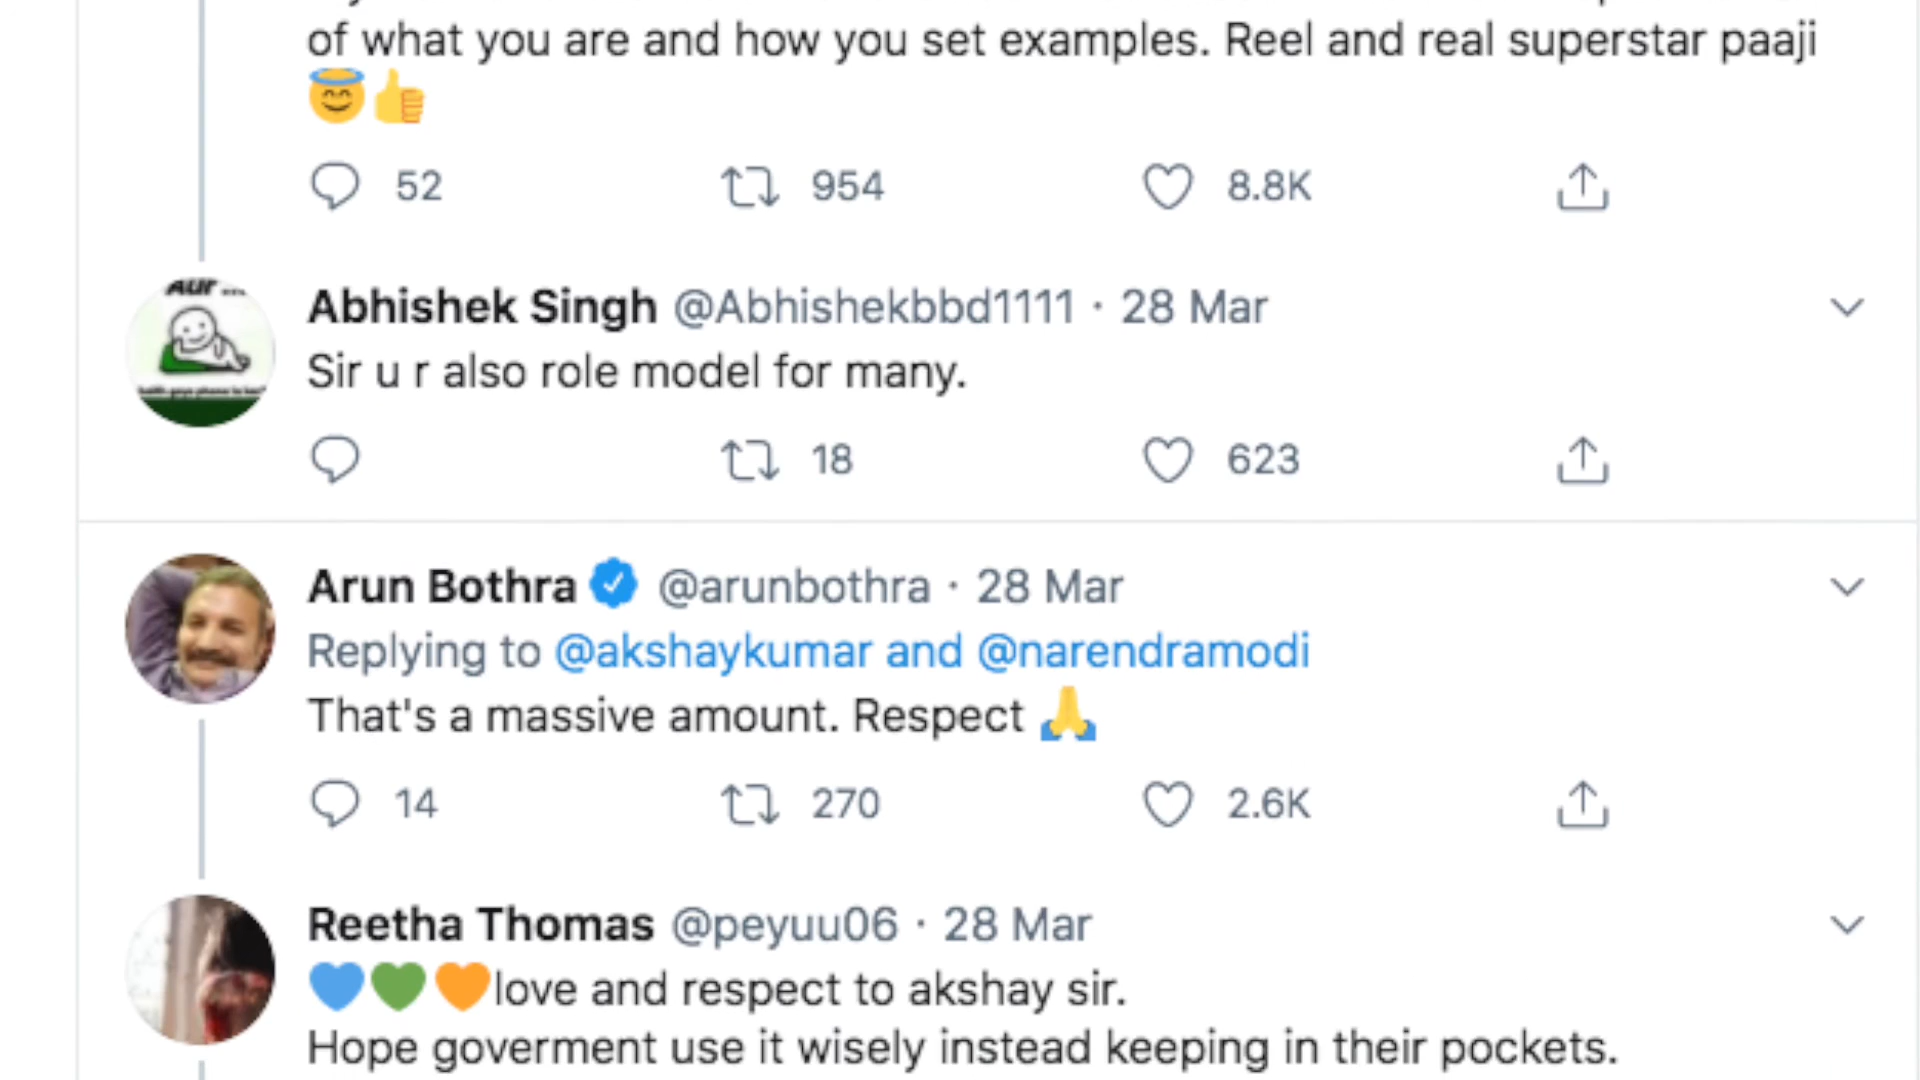 of what you are and how you set examples. Reel and real superstar paaji
😇👍
52 954 8.8K
AUR ...
Abhishek Singh @Abhishekbbd1111 · 28 Mar
Sir u r also role model for many.
18 623
Arun Bothra @arunbothra · 28 Mar
Replying to @akshaykumar and @narendramodi
That's a massive amount. Respect 🙏
14 270 2.6K
Reetha Thomas @peyuu06 · 28 Mar
💙💚🧡love and respect to akshay sir.
Hope goverment use it wisely instead keeping in their pockets.